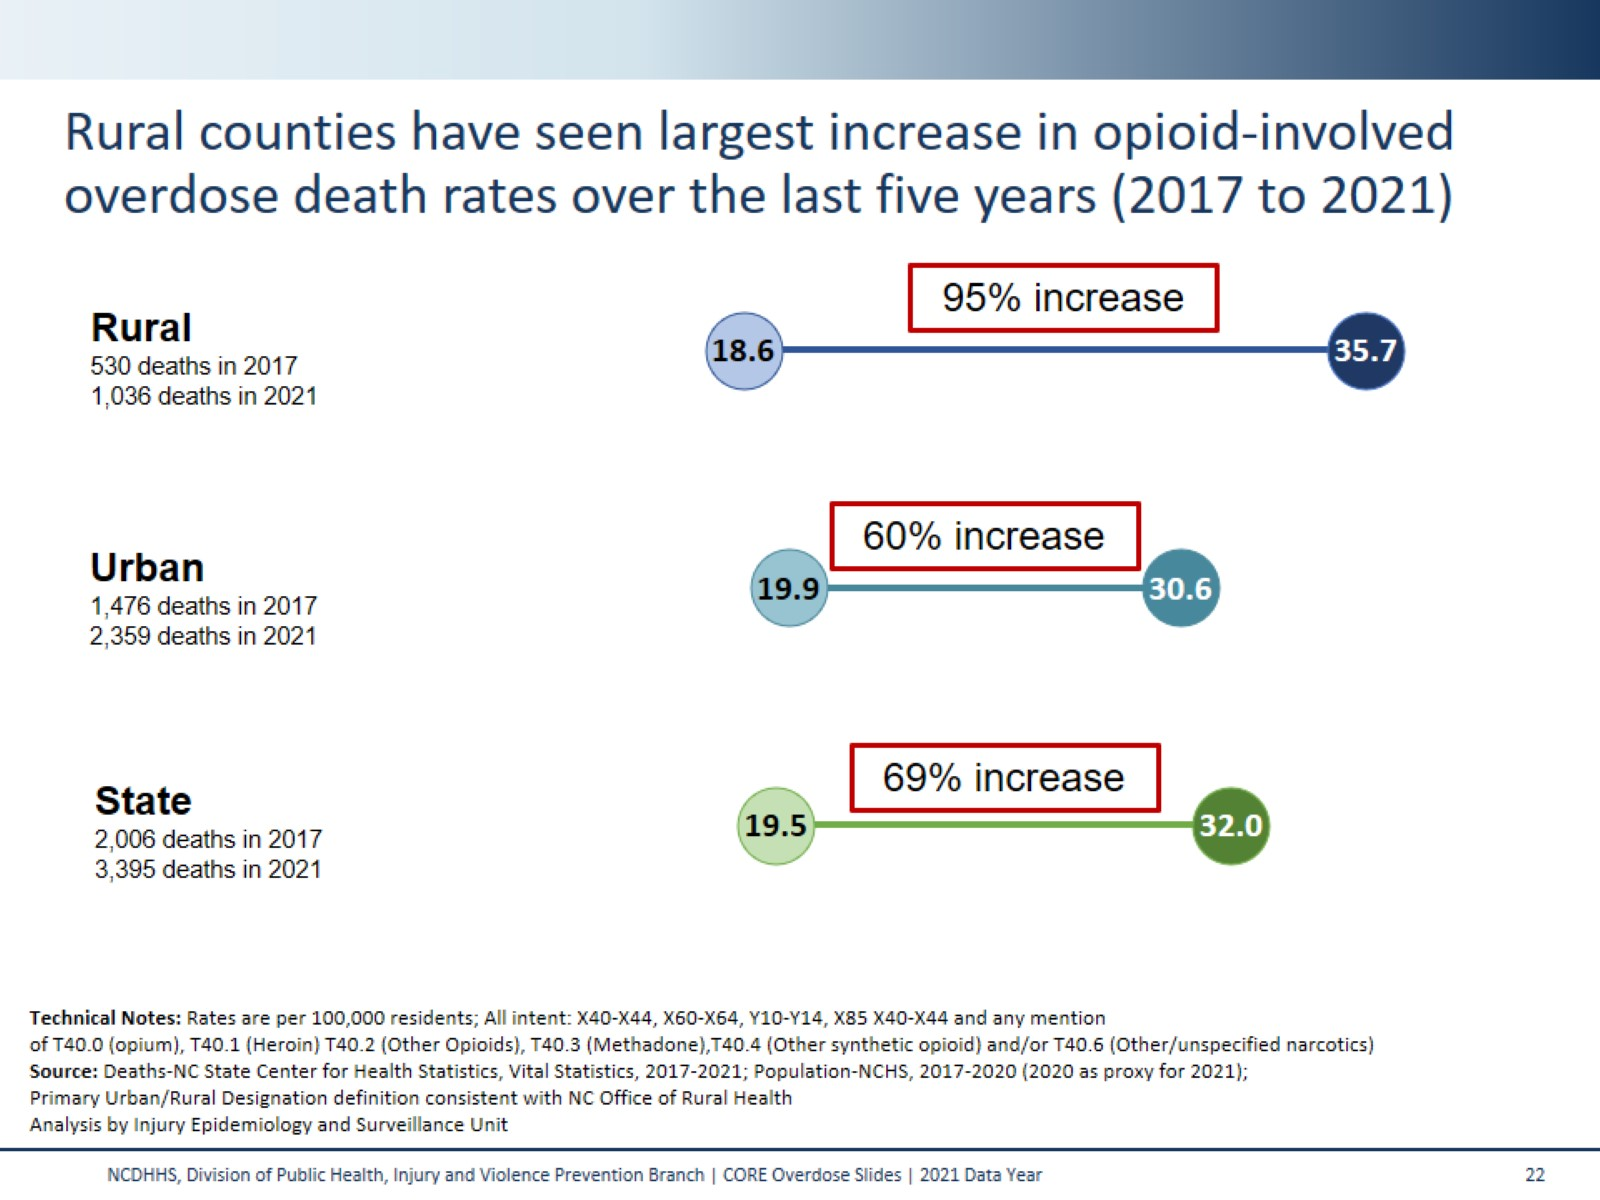 Rural counties have seen largest increase in opioid-involved
overdose death rates over the last five years (2017 to 2021)
Rural
530 deaths in 2017
1,036 deaths in 2021
18.6
95% increase
35.7
Urban
1,476 deaths in 2017
2,359 deaths in 2021
19.9
60% increase
30.6
State
2,006 deaths in 2017
3,395 deaths in 2021
19.5
69% increase
32.0
Technical Notes: Rates are per 100,000 residents; All intent: X40-X44, X60-X64, Y10-Y14, X85 X40-X44 and any mention
of T40.0 (opium), T40.1 (Heroin) T40.2 (Other Opioids), T40.3 (Methadone),T40.4 (Other synthetic opioid) and/or T40.6 (Other/unspecified narcotics)
Source: Deaths-NC State Center for Health Statistics, Vital Statistics, 2017-2021; Population-NCHS, 2017-2020 (2020 as proxy for 2021);
Primary Urban/Rural Designation definition consistent with NC Office of Rural Health
Analysis by Injury Epidemiology and Surveillance Unit
NCDHHS, Division of Public Health, Injury and Violence Prevention Branch | CORE Overdose Slides | 2021 Data Year
22